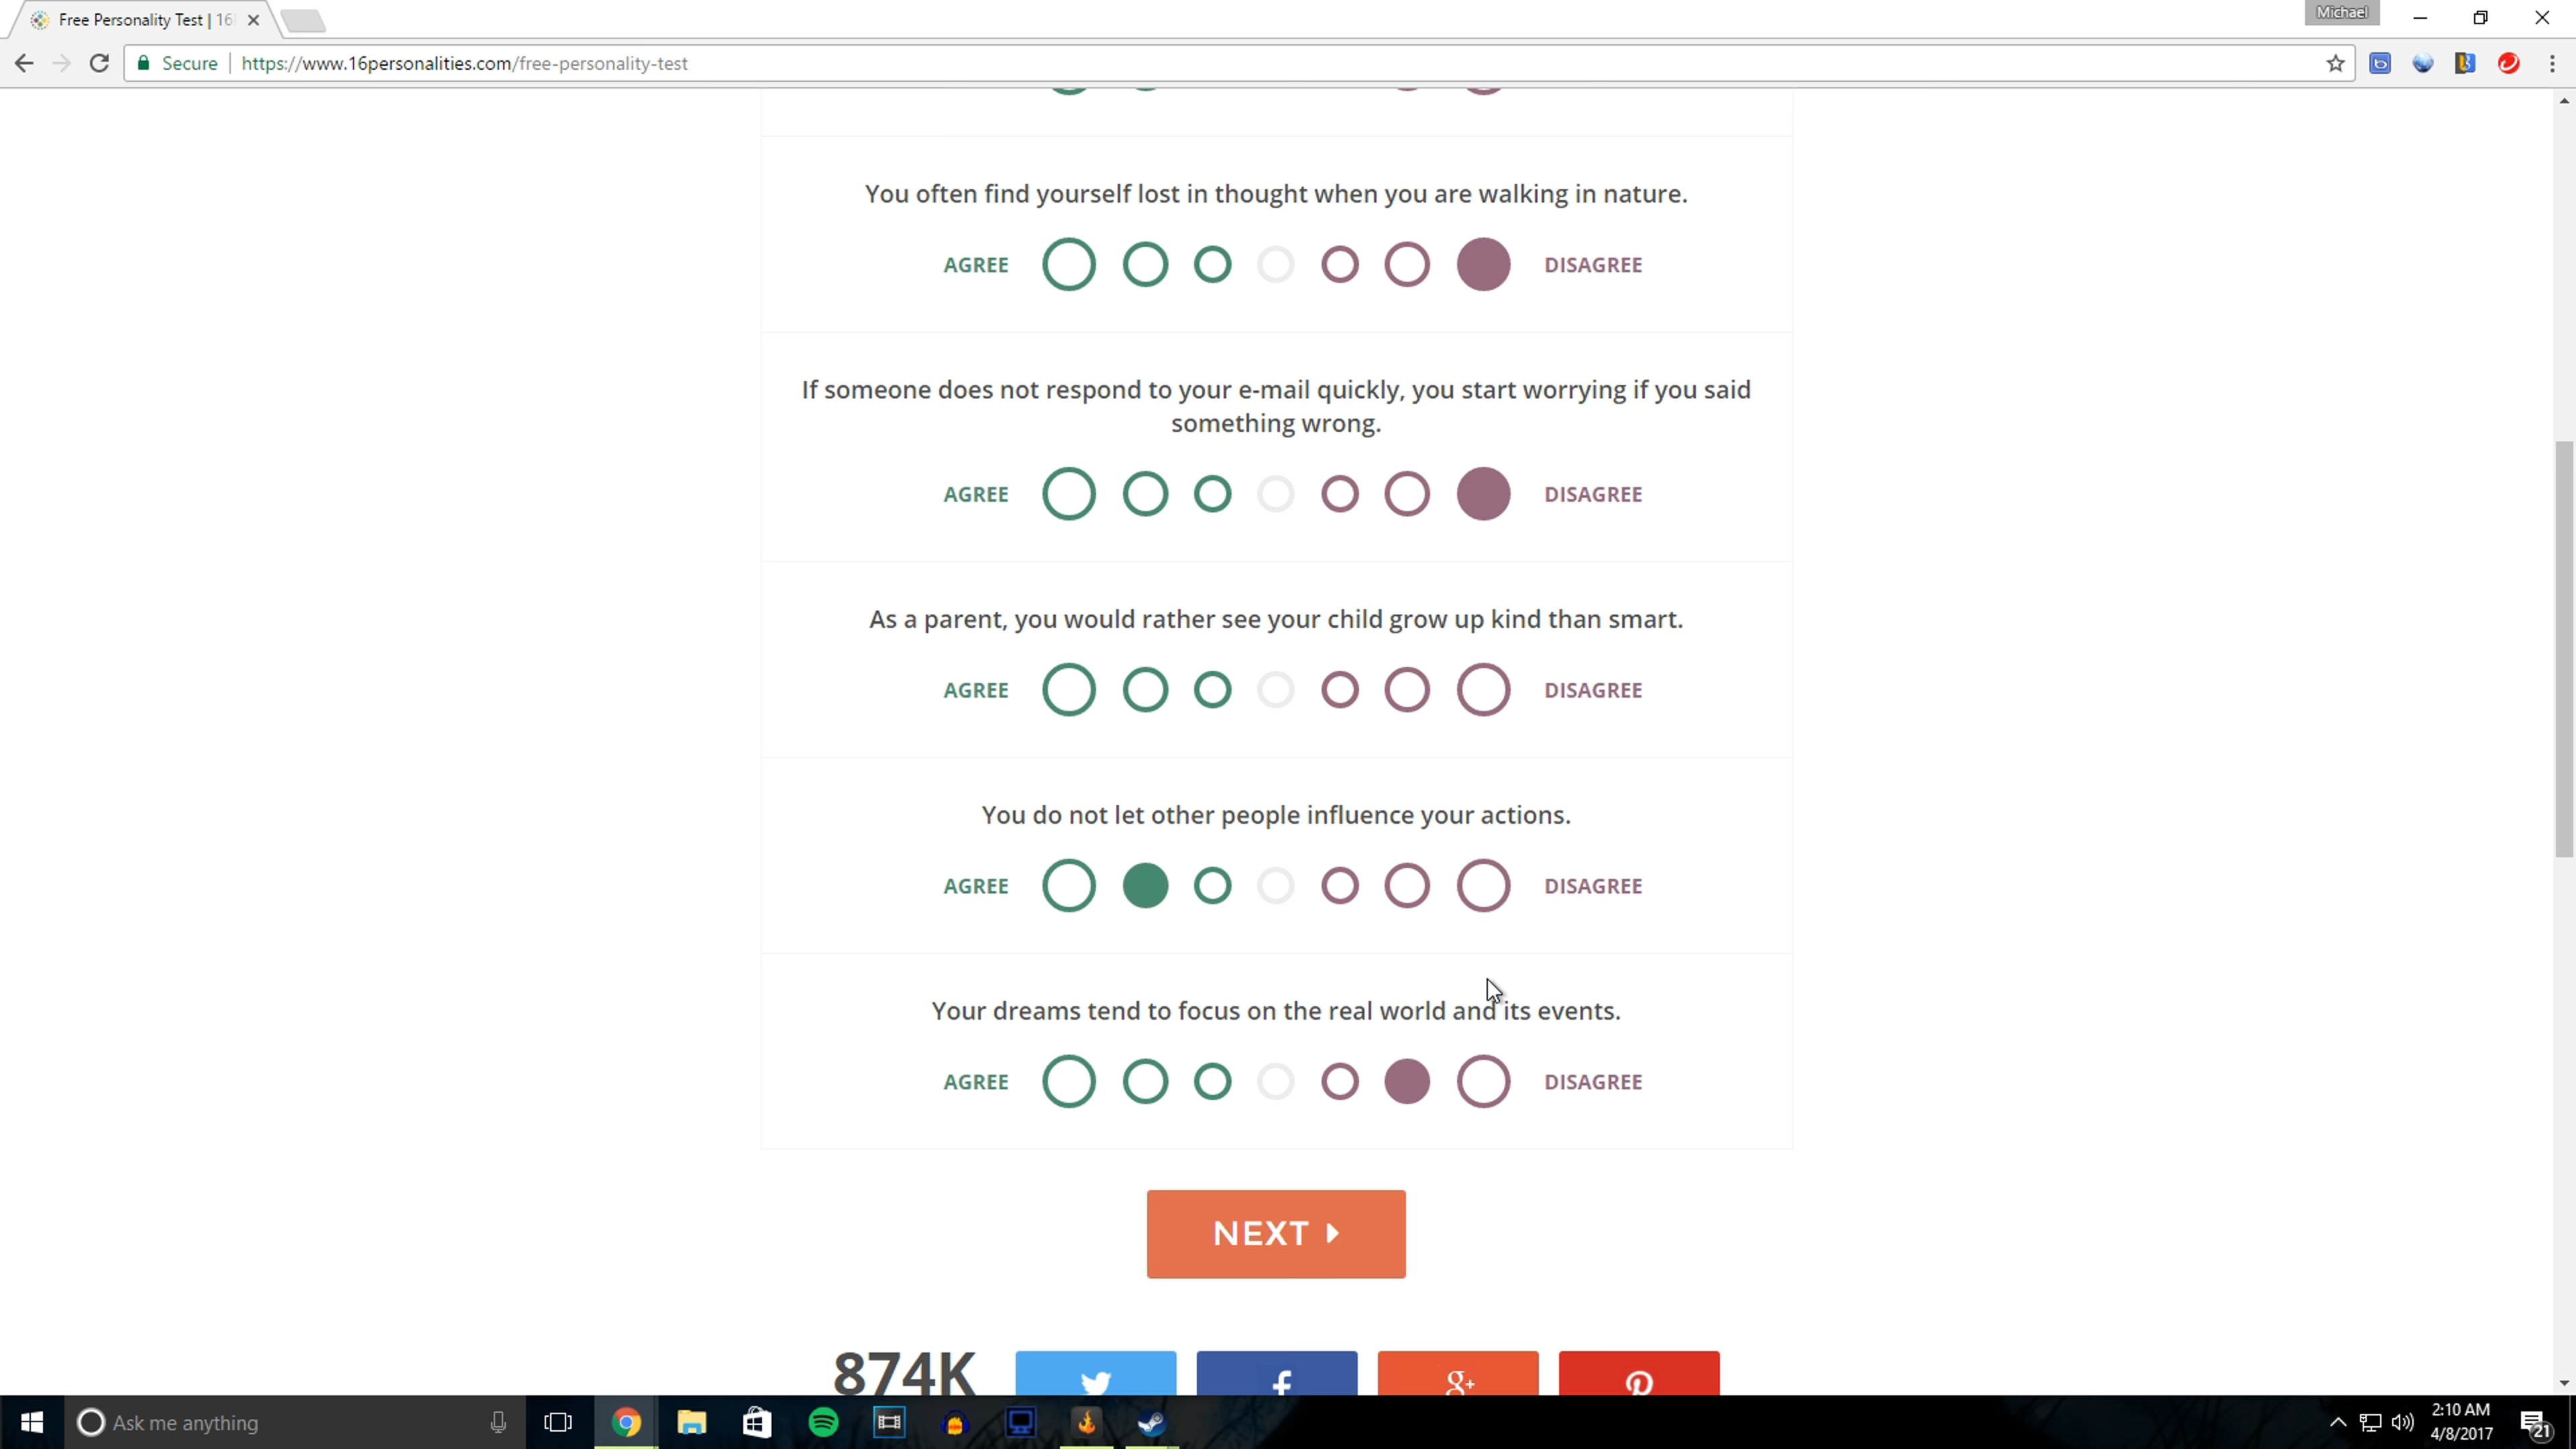 Free Personality Test | 16
Michael
Secure https://www.16personalities.com/free-personality-test
You often find yourself lost in thought when you are walking in nature.
AGREE DISAGREE
If someone does not respond to your e-mail quickly, you start worrying if you said
something wrong.
AGREE DISAGREE
As a parent, you would rather see your child grow up kind than smart.
AGREE DISAGREE
You do not let other people influence your actions.
AGREE DISAGREE
Your dreams tend to focus on the real world and its events.
AGREE DISAGREE
NEXT
874K
g+
Ask me anything
2:10 AM
4/8/2017
21